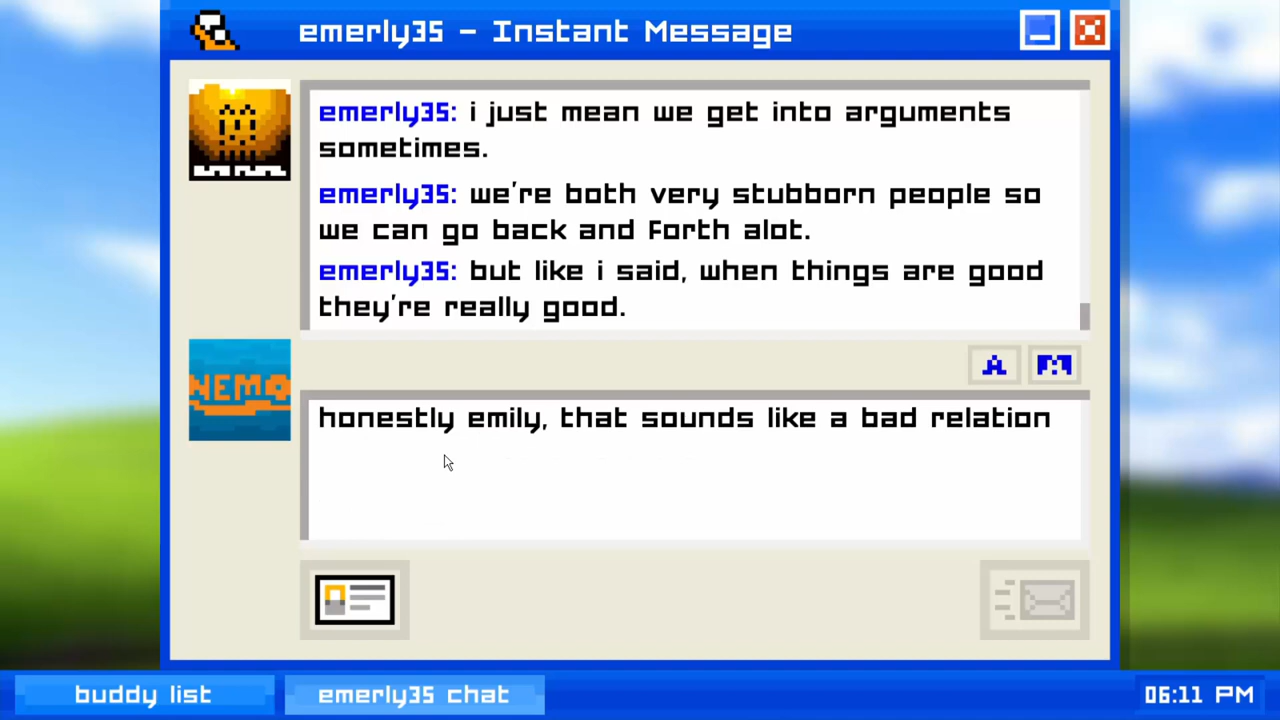 emerly35 - Instant Message
emerly35: i just mean we get into arguments
sometimes.
emerly35: we're both very stubborn people so
we can go back and forth alot.
emerly35: but like i said, when things are good
they're really good.
NEMO
A
honestly emily, that sounds like a bad relation
buddy list
emerly35 chat
06:11 PM